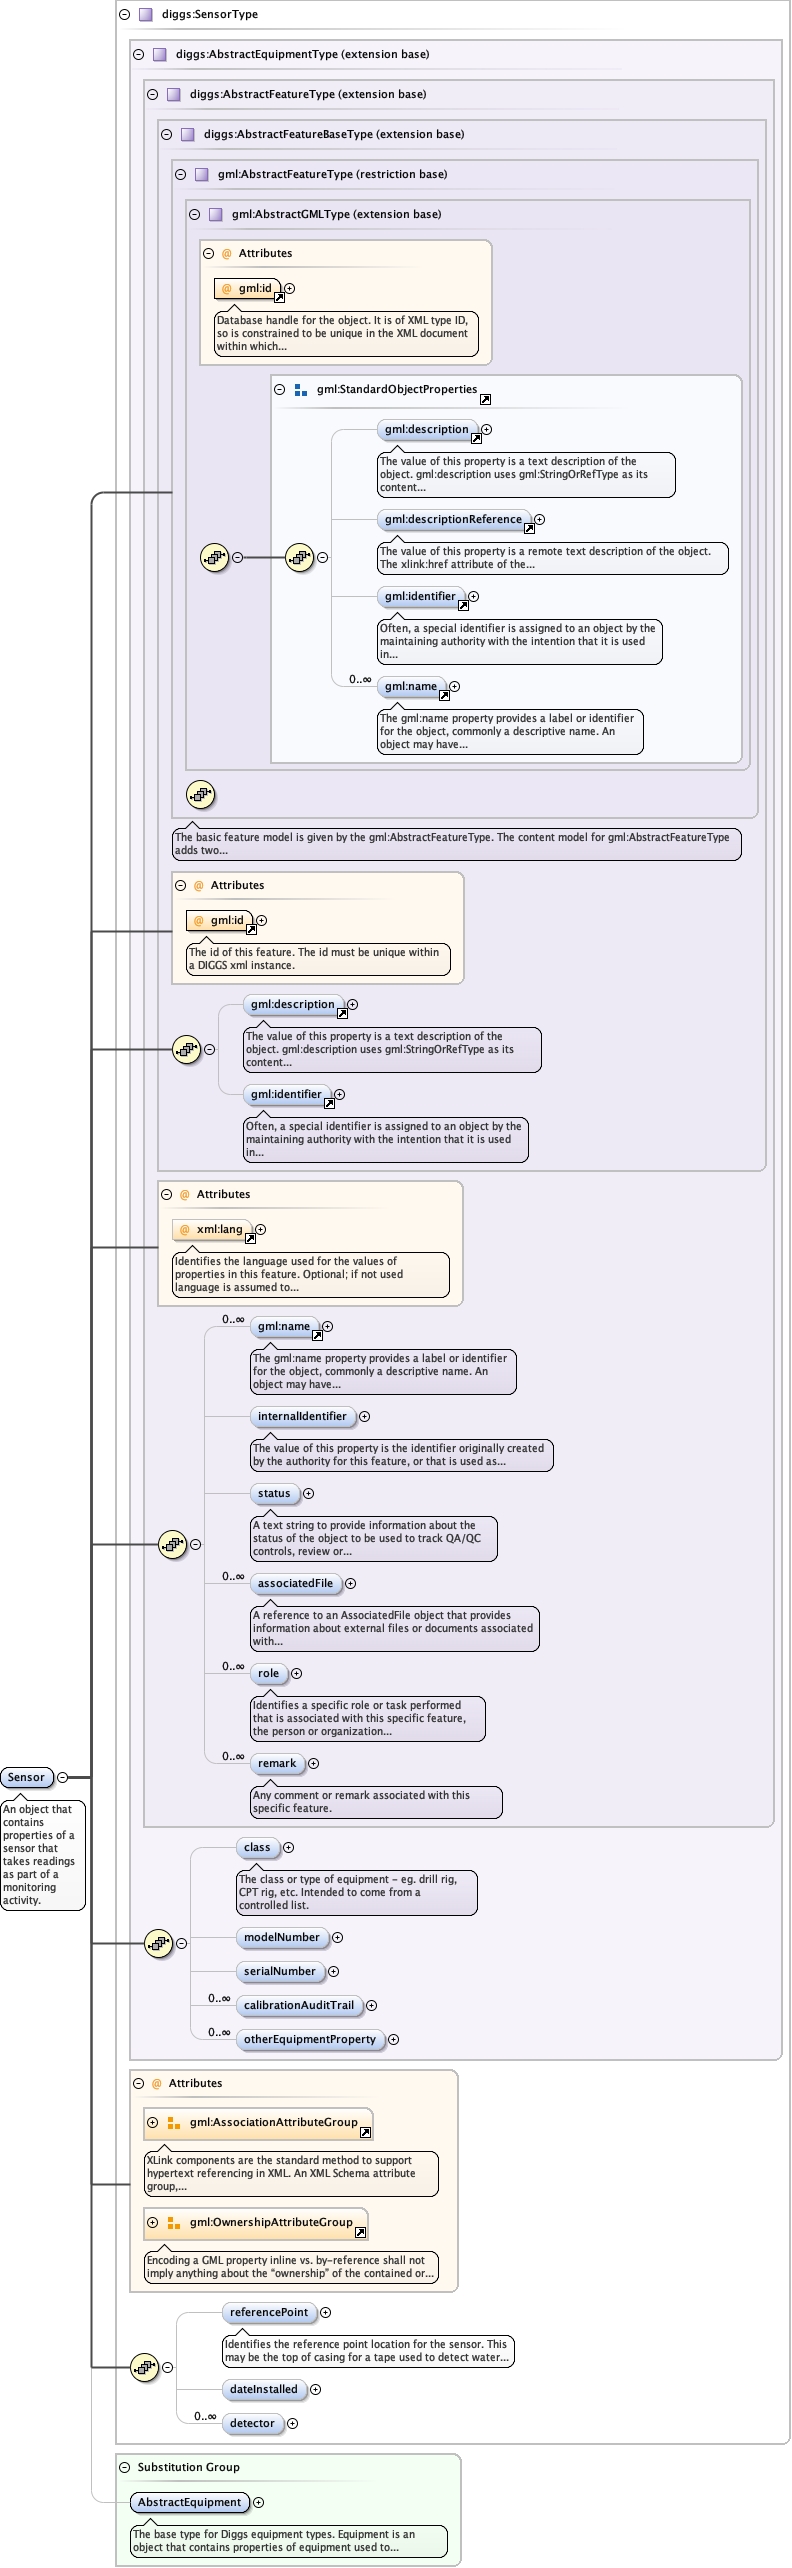 diggs:SensorType
diggs:AbstractEquipmentType (extension base)
diggs:AbstractFeatureType (extension base)
diggs:AbstractFeatureBaseType (extension base)
gml:AbstractFeatureType (restriction base)
gml:AbstractGMLType (extension base)
@ Attributes
@ gml:id
Database handle for the object. It is of XML type ID,
so is constrained to be unique in the XML document
within which...
gml:StandardObjectProperties
gml:description
The value of this property is a text description of the
object. gml:description uses gml:StringOrRefType as its
content...
gml:descriptionReference
The value of this property is a remote text description of the object.
The xlink:href attribute of the...
gml:identifier
Often, a special identifier is assigned to an object by the
maintaining authority with the intention that it is used
in...
0..∞
gml:name
The gml:name property provides a label or identifier
for the object, commonly a descriptive name. An
object may have...
The basic feature model is given by the gml:AbstractFeatureType. The content model for gml:AbstractFeatureType
adds two...
@ Attributes
@ gml:id
The id of this feature. The id must be unique within
a DIGGS xml instance.
gml:description
The value of this property is a text description of the
object. gml:description uses gml:StringOrRefType as its
content...
gml:identifier
Often, a special identifier is assigned to an object by the
maintaining authority with the intention that it is used
in...
@ Attributes
@ xml:lang
Identifies the language used for the values of
properties in this feature. Optional; if not used
language is assumed to...
0..∞
gml:name
The gml:name property provides a label or identifier
for the object, commonly a descriptive name. An
object may have...
internalIdentifier
The value of this property is the identifier originally created
by the authority for this feature, or that is used as...
status
A text string to provide information about the
status of the object to be used to track QA/QC
controls, review or...
0..∞
associatedFile
A reference to an AssociatedFile object that provides
information about external files or documents associated
with...
0..∞
role
Identifies a specific role or task performed
that is associated with this specific feature,
the person or organization...
0..∞
remark
Any comment or remark associated with this
specific feature.
Sensor
An object that
contains
properties of a
sensor that
takes readings
as part of a
monitoring
activity.
class
The class or type of equipment - eg. drill rig,
CPT rig, etc. Intended to come from a
controlled list.
modelNumber
serialNumber
0..∞
calibrationAuditTrail
0..∞
otherEquipmentProperty
@ Attributes
gml:AssociationAttributeGroup
XLink components are the standard method to support
hypertext referencing in XML. An XML Schema attribute
group,...
gml:OwnershipAttributeGroup
Encoding a GML property inline vs. by-reference shall not
imply anything about the “ownership” of the contained or...
referencePoint
Identifies the reference point location for the sensor. This
may be the top of casing for a tape used to detect water...
dateInstalled
0..∞
detector
Substitution Group
AbstractEquipment
The base type for Diggs equipment types. Equipment is an
object that contains properties of equipment used to...